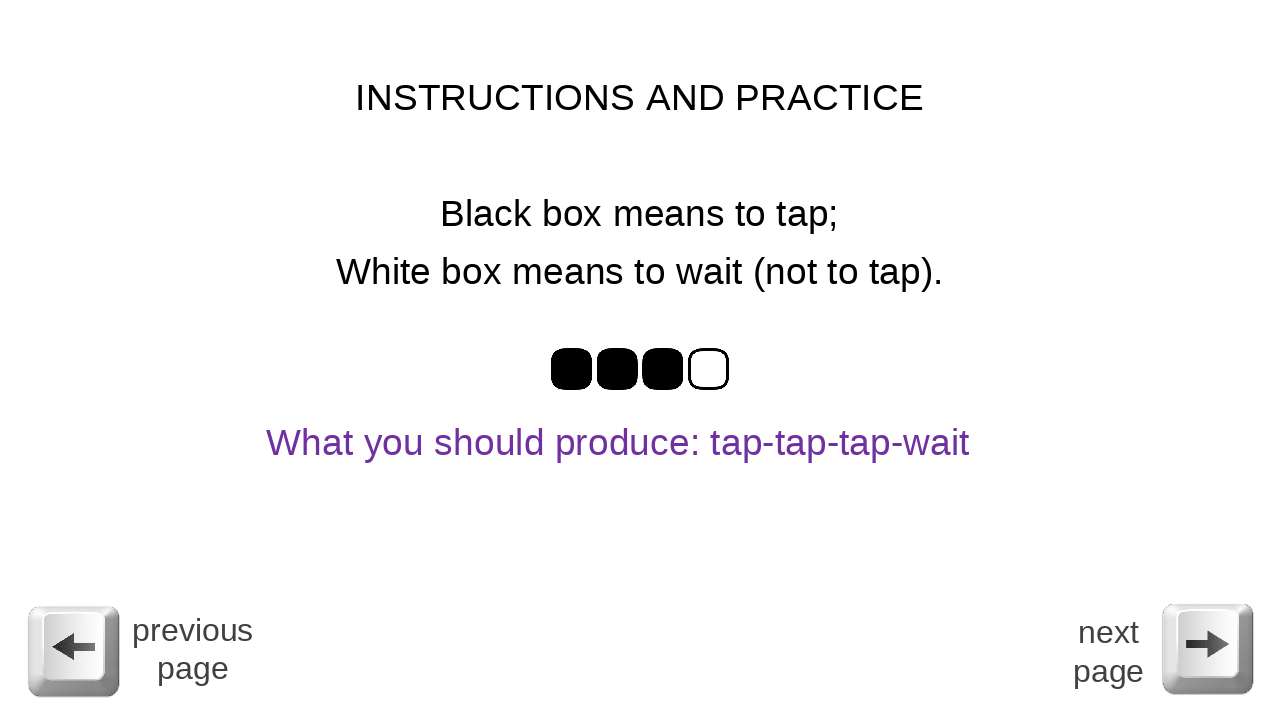 INSTRUCTIONS AND PRACTICE
Black box means to tap;
White box means to wait (not to tap).
What you should produce: tap-tap-tap-wait
previous
page
next
page